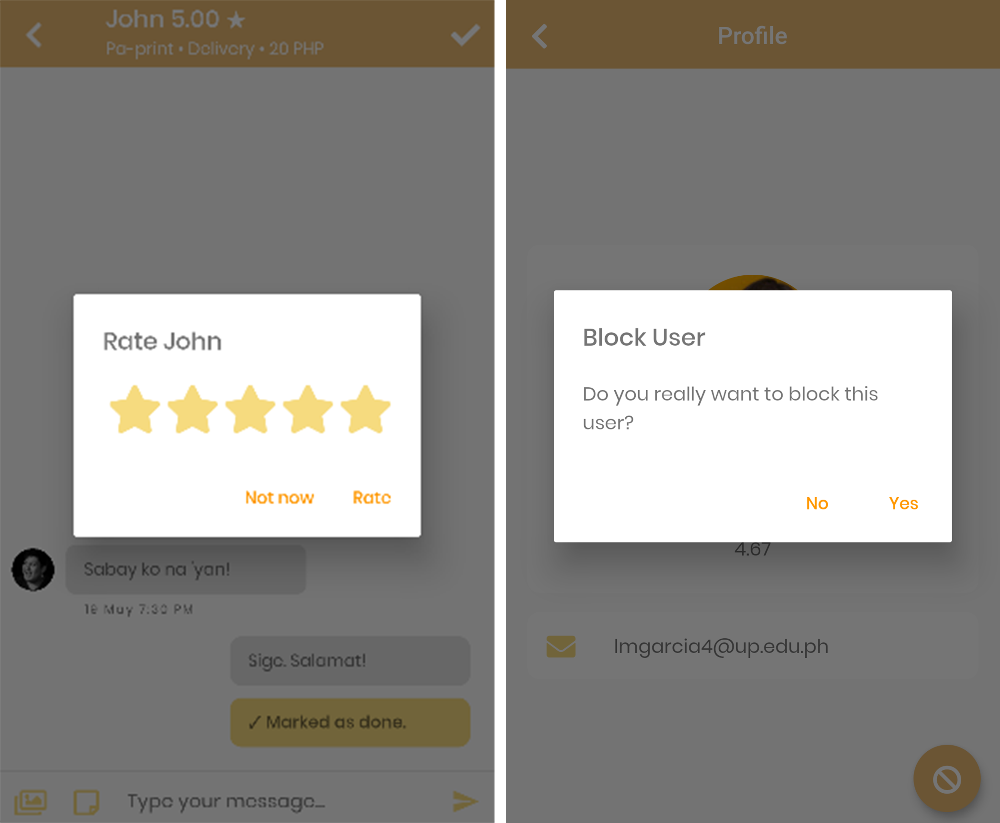 John 5.00 ★
Pa-print • Delivery • 20 PHP
Rate John
Not now Rate
Sabay ko na 'yan!
19 May 7:30 PM
Sige. Salamat!
✓ Marked as done.
Type your message...
Profile
Block User
Do you really want to block this
user?
No Yes
4.67
lmgarcia4@up.edu.ph